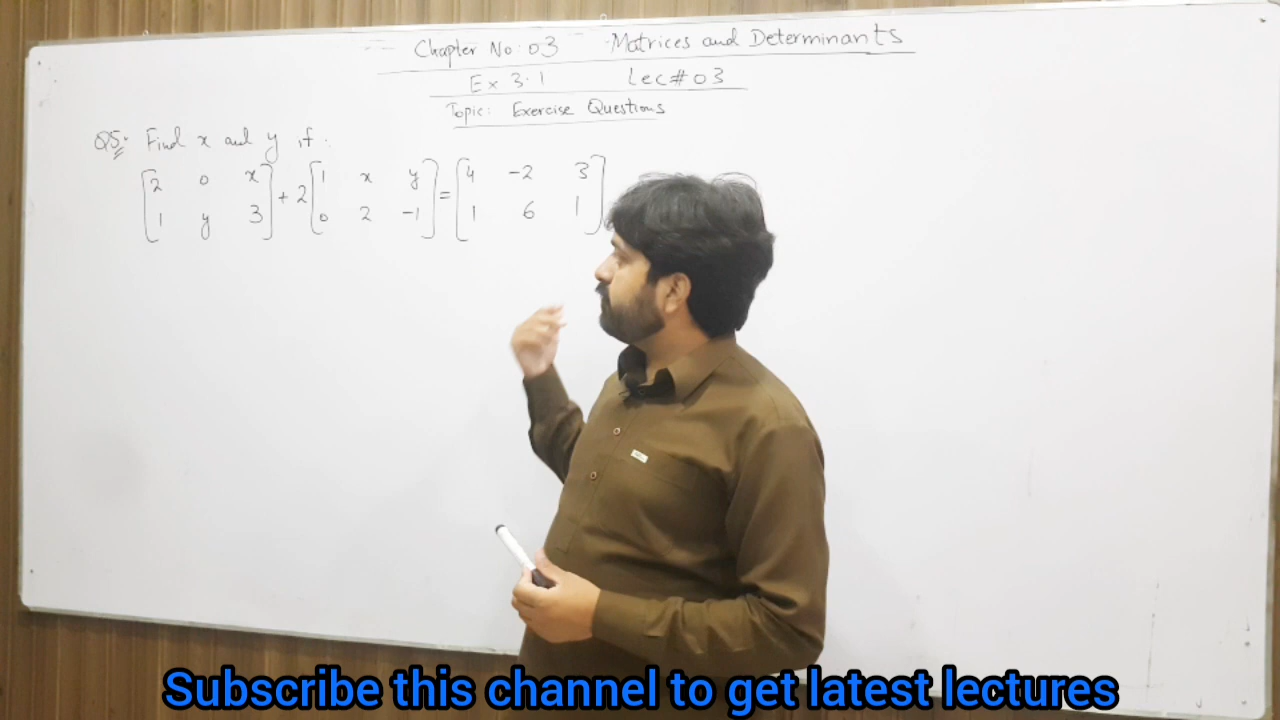 Chapter No: 03 Matrices and Determinants
Ex 3.1 Lec# 03
Topic: Exercise Questions
Q5:- Find x and y if:
[2 0 x] + 2 [1 x y] = [4 -2 3]
[1 y 3] [0 2 -1] [1 6 1]
Subscribe this channel to get latest lectures